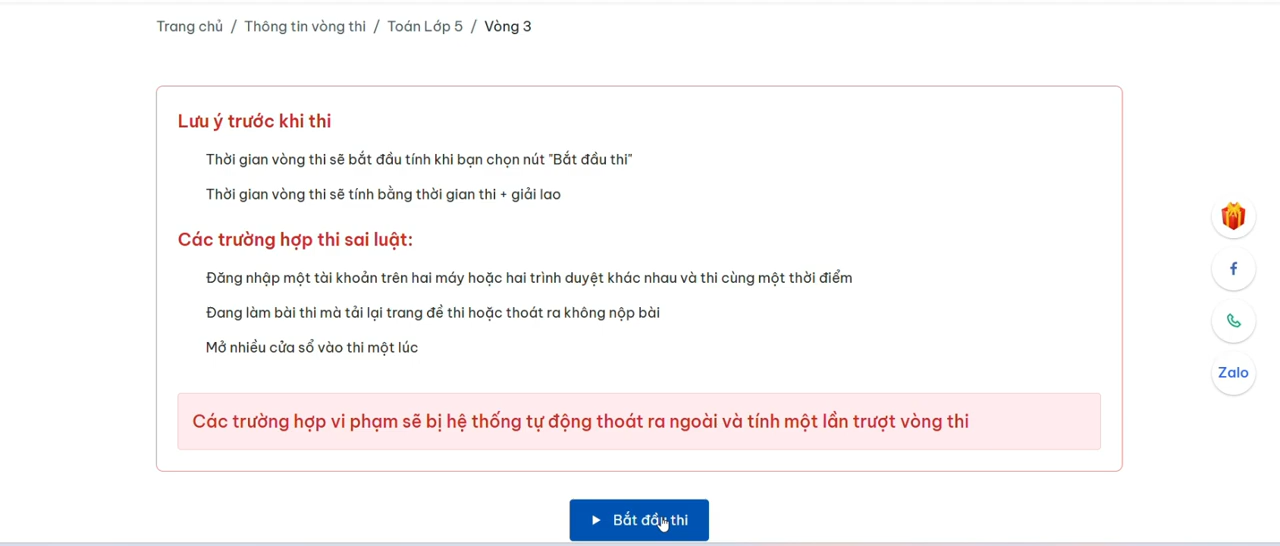 Trang chủ / Thông tin vòng thi / Toán Lớp 5 / Vòng 3
Lưu ý trước khi thi
Thời gian vòng thi sẽ bắt đầu tính khi bạn chọn nút "Bắt đầu thi"
Thời gian vòng thi sẽ tính bằng thời gian thi + giải lao
Các trường hợp thi sai luật:
Đăng nhập một tài khoản trên hai máy hoặc hai trình duyệt khác nhau và thi cùng một thời điểm
Đang làm bài thi mà tải lại trang để thi hoặc thoát ra không nộp bài
Mở nhiều cửa sổ vào thi một lúc
Zalo
Các trường hợp vi phạm sẽ bị hệ thống tự động thoát ra ngoài và tính một lần trượt vòng thi
Bắt đầu thi